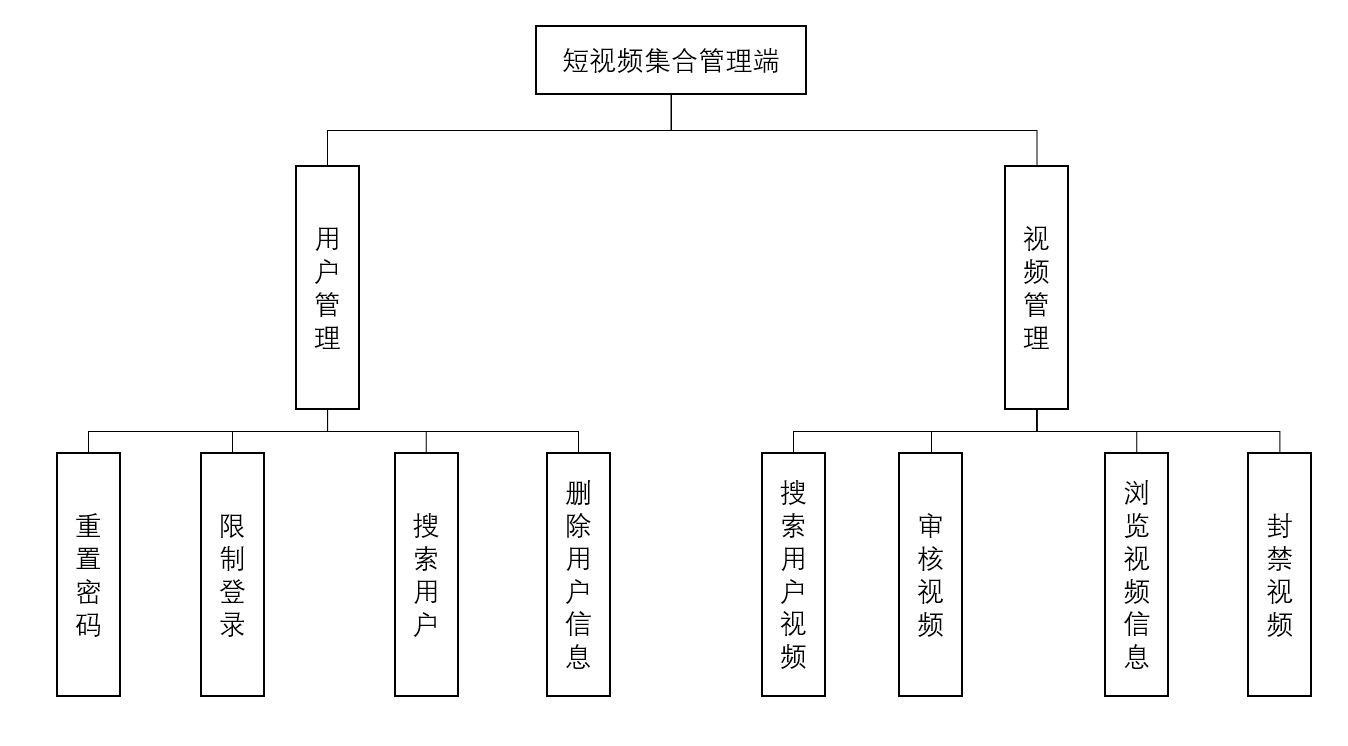 短视频集合管理端
用户管理
视频管理
重置密码
限制登录
搜索用户
删除用户信息
搜索用户视频
审核视频
浏览视频信息
封禁视频